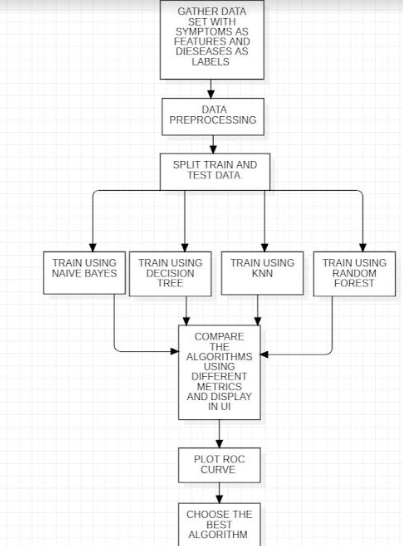 GATHER DATA
SET WITH
SYMPTOMS AS
FEATURES AND
DIESEASES AS
LABELS
DATA
PREPROCESSING
SPLIT TRAIN AND
TEST DATA
TRAIN USING
NAIVE BAYES
TRAIN USING
DECISION
TREE
TRAIN USING
KNN
TRAIN USING
RANDOM
FOREST
COMPARE
THE
ALGORITHMS
USING
DIFFERENT
METRICS
AND DISPLAY
IN UI
PLOT ROC
CURVE
CHOOSE THE
BEST
ALGORITHM